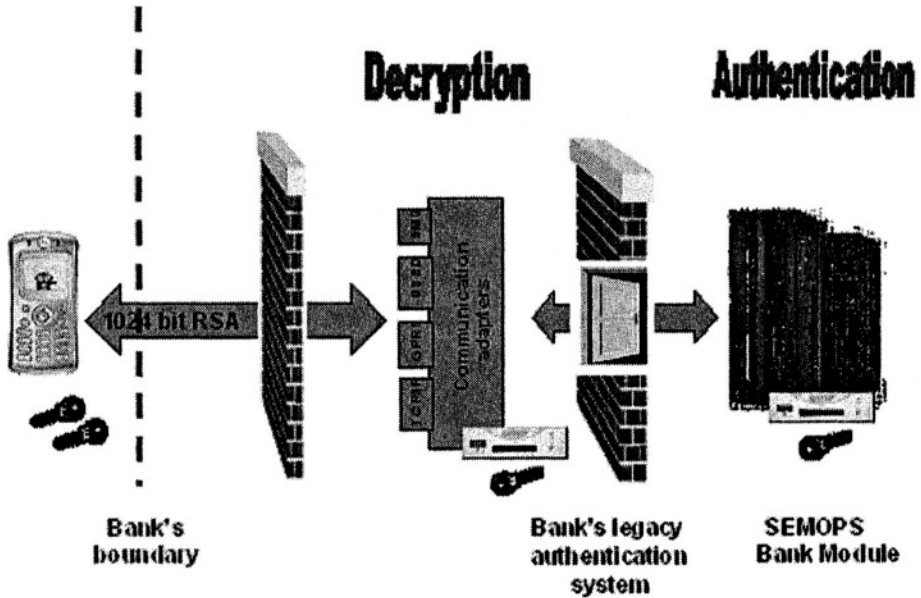 Decryption
Authentication
1024 bit RSA
Communication
adapters
Bank's
boundary
Bank's legacy
authentication
system
SEMOPS
Bank Module